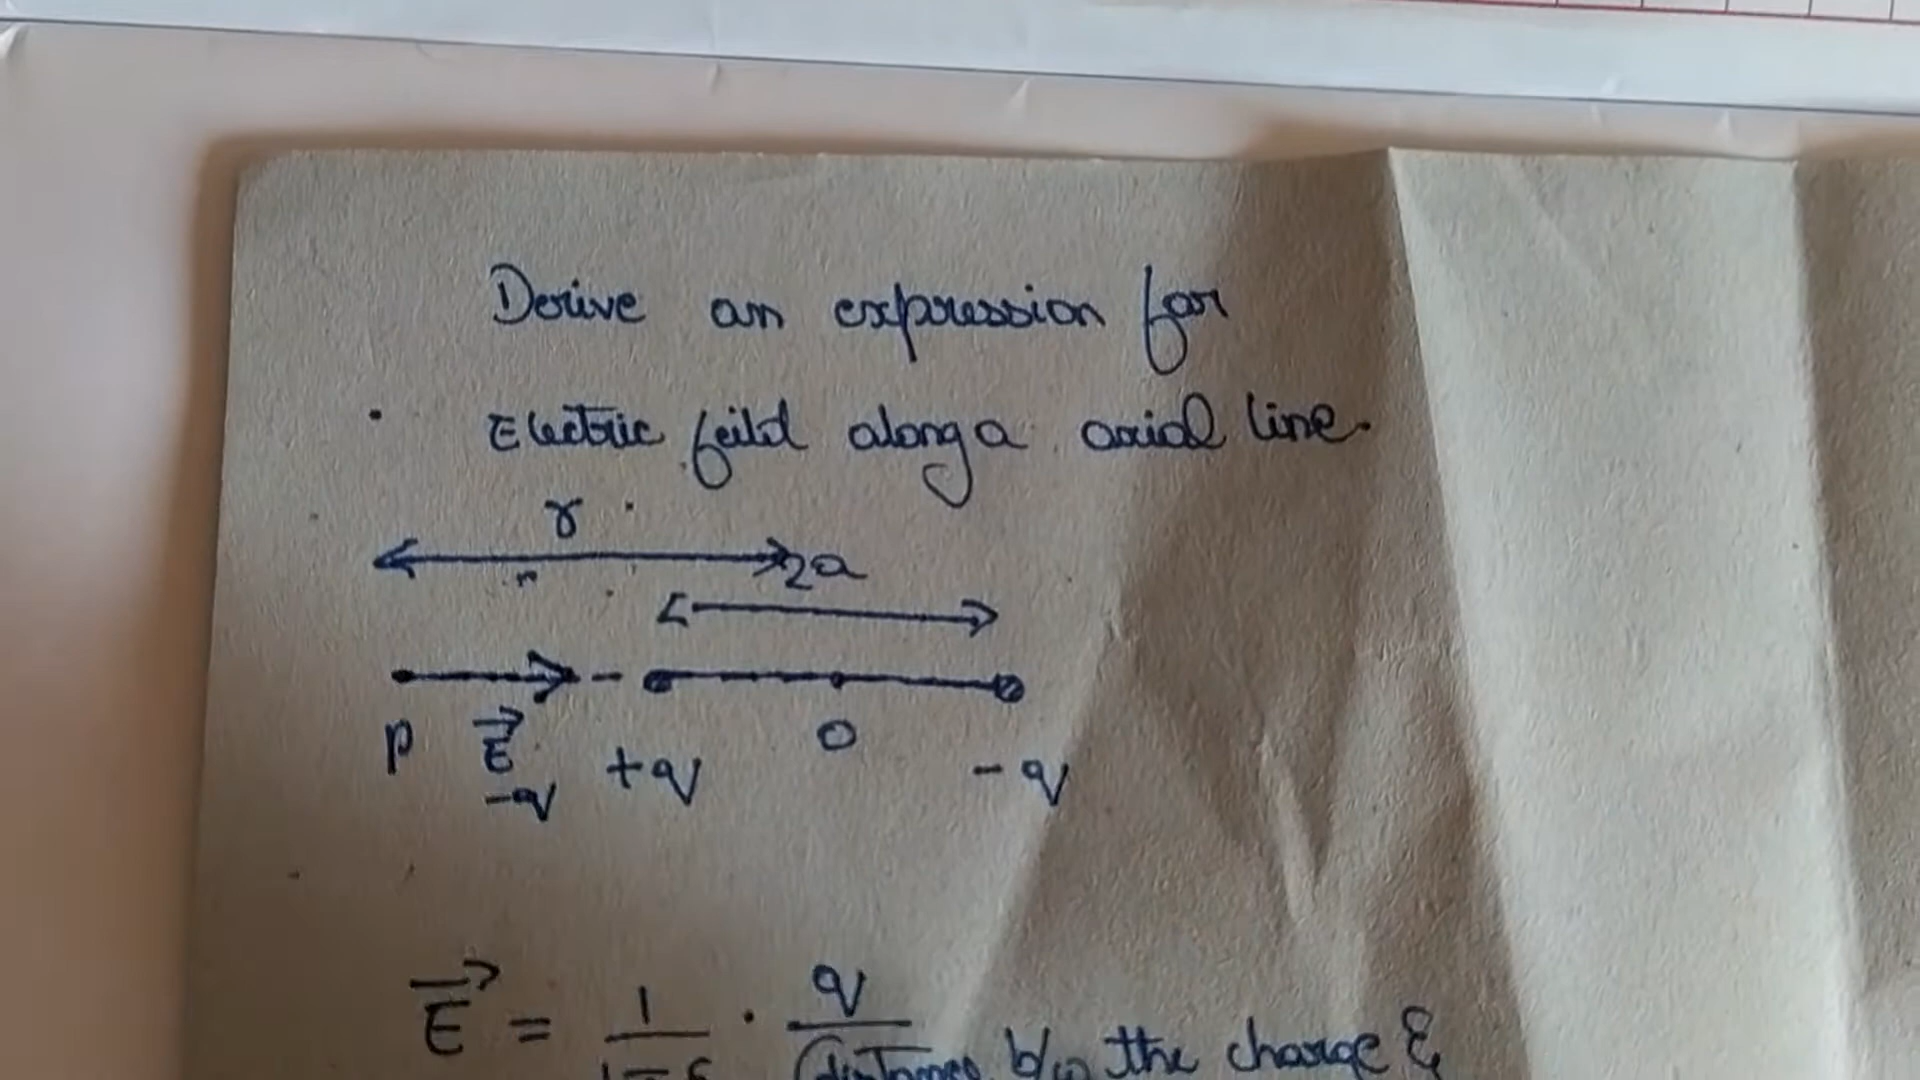 Derive an expression for
Electric feild along a axial line.
r
2a
P E⃗ -q +q O -q
E⃗ = 1 . q
b/w the charge &